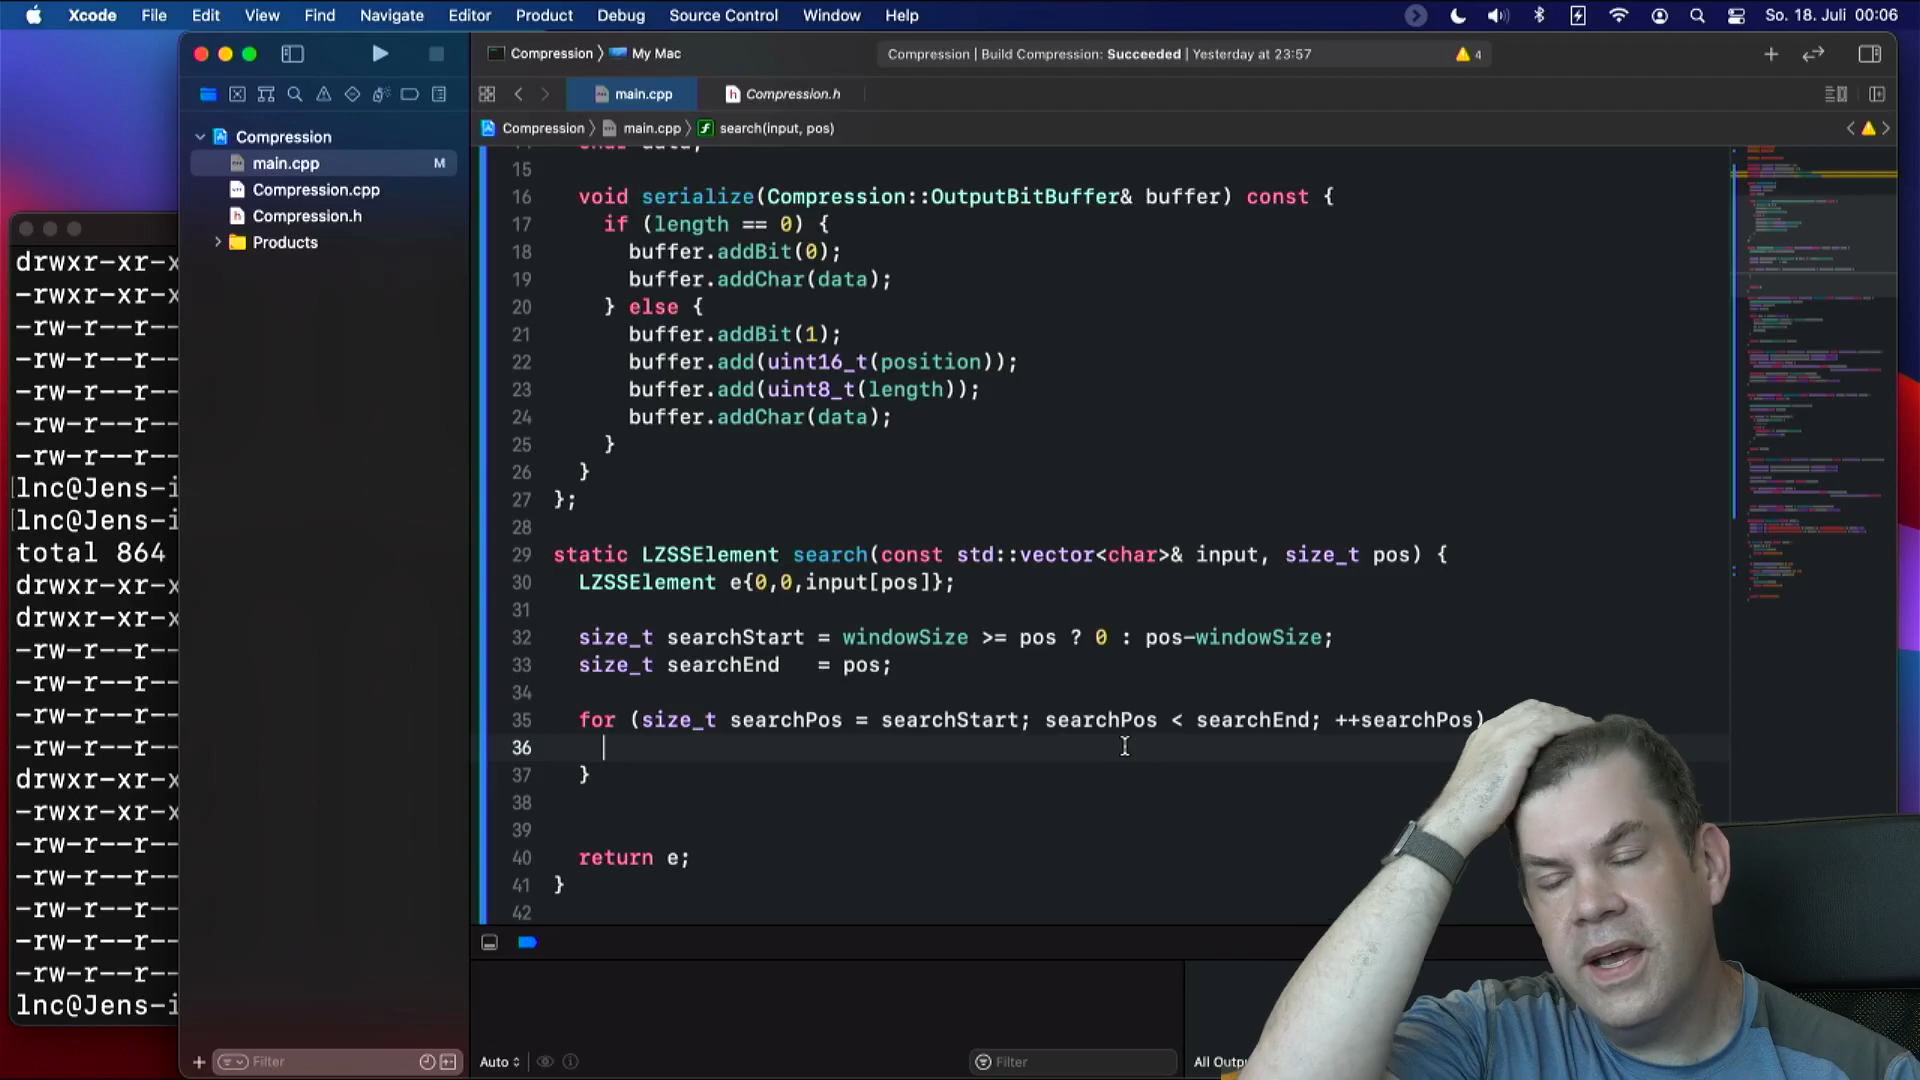 Xcode File Edit View Find Navigate Editor Product Debug Source Control Window Help So. 18. Juli 00:06
Compression 〉 My Mac
Compression | Build Compression: Succeeded | Yesterday at 23:57 4
main.cpp Compression.h
Compression 〉 main.cpp 〉 search(input, pos)
Compression
main.cpp M
Compression.cpp
Compression.h
Products
drwxr-xr-x
-rwxr-xr-x
-rw-r--r--
-rwxr-xr-x
-rw-r--r--
-rw-r--r--
-rw-r--r--
lnc@Jens-i
lnc@Jens-i
total 864
drwxr-xr-x
drwxr-xr-x
-rw-r--r--
-rw-r--r--
-rw-r--r--
-rw-r--r--
drwxr-xr-x
-rwxr-xr-x
-rw-r--r--
-rw-r--r--
-rw-r--r--
-rw-r--r--
-rw-r--r--
lnc@Jens-i
15
16 void serialize(Compression::OutputBitBuffer& buffer) const {
17 if (length == 0) {
18 buffer.addBit(0);
19 buffer.addChar(data);
20 } else {
21 buffer.addBit(1);
22 buffer.add(uint16_t(position));
23 buffer.add(uint8_t(length));
24 buffer.addChar(data);
25 }
26 }
27 };
28
29 static LZSSElement search(const std::vector<char>& input, size_t pos) {
30 LZSSElement e{0,0,input[pos]};
31
32 size_t searchStart = windowSize >= pos ? 0 : pos-windowSize;
33 size_t searchEnd = pos;
34
35 for (size_t searchPos = searchStart; searchPos < searchEnd; ++searchPos)
36
37 }
38
39
40 return e;
41 }
42
Filter Auto Filter All Outp